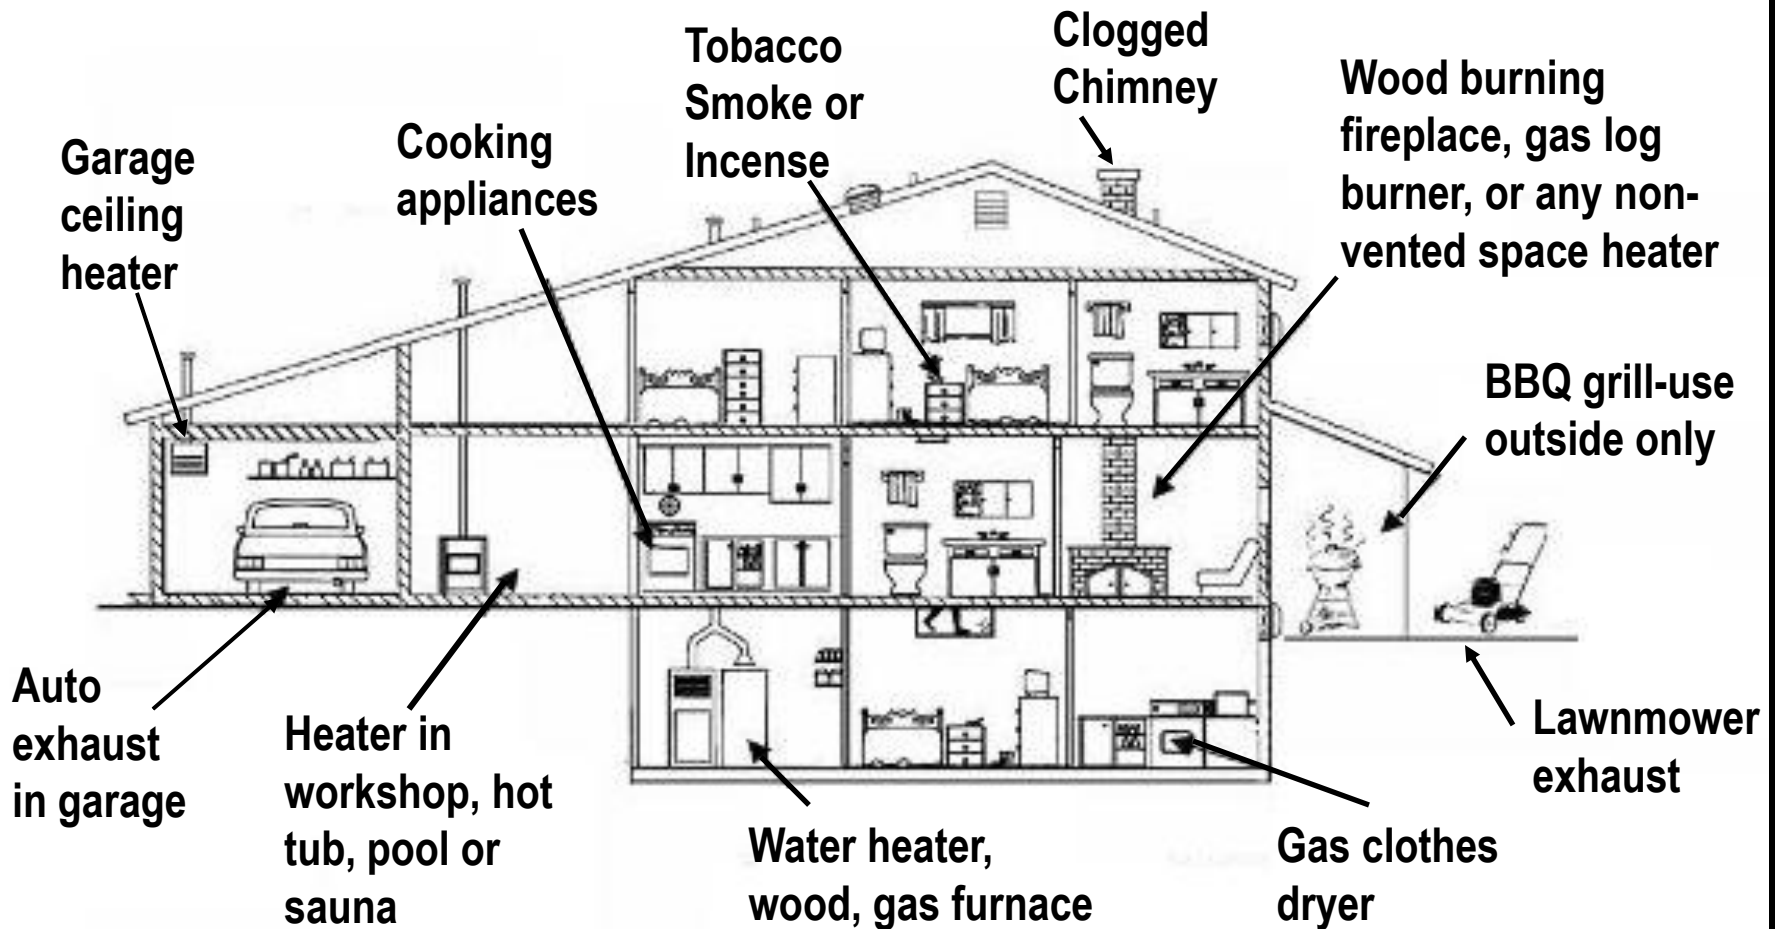 Garage
ceiling
heater
Cooking
appliances
Tobacco
Smoke or
Incense
Clogged
Chimney
Wood burning
fireplace, gas log
burner, or any non-
vented space heater
BBQ grill-use
outside only
Auto
exhaust
in garage
Heater in
workshop, hot
tub, pool or
sauna
Water heater,
wood, gas furnace
Gas clothes
dryer
Lawnmower
exhaust